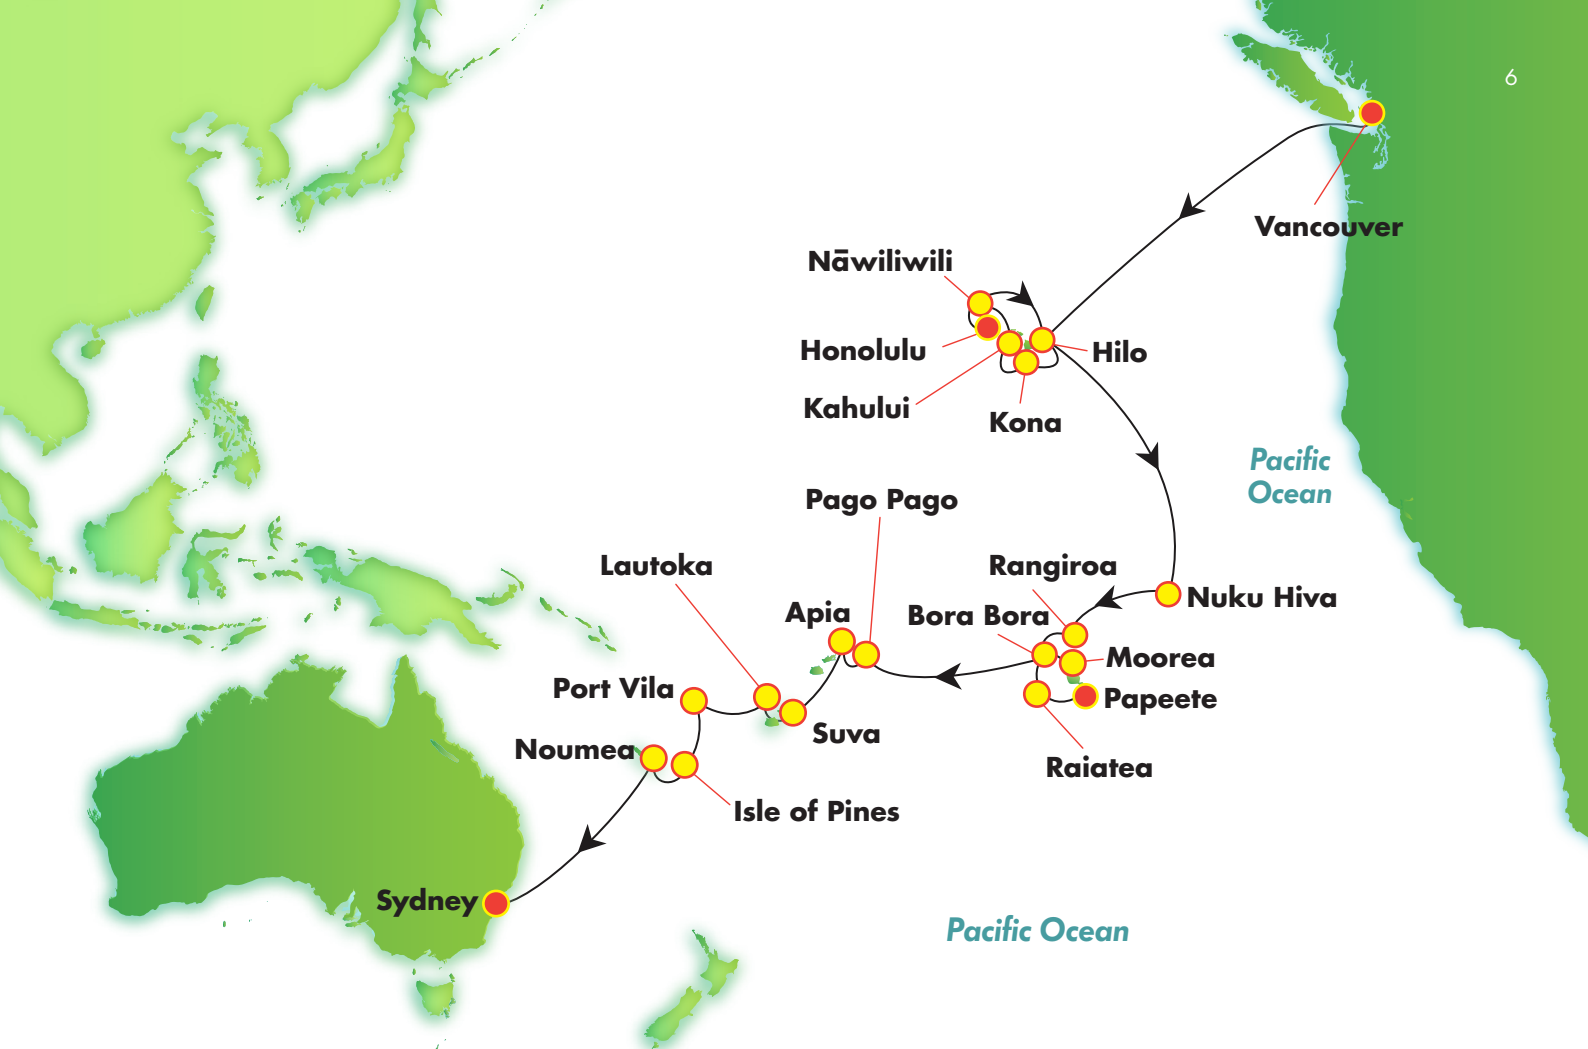 6
Vancouver
Nāwiliwili
Honolulu
Hilo
Kahului
Kona
Pacific
Ocean
Pago Pago
Lautoka
Rangiroa
Nuku Hiva
Apia
Bora Bora
Moorea
Port Vila
Papeete
Suva
Noumea
Raiatea
Isle of Pines
Sydney
Pacific Ocean